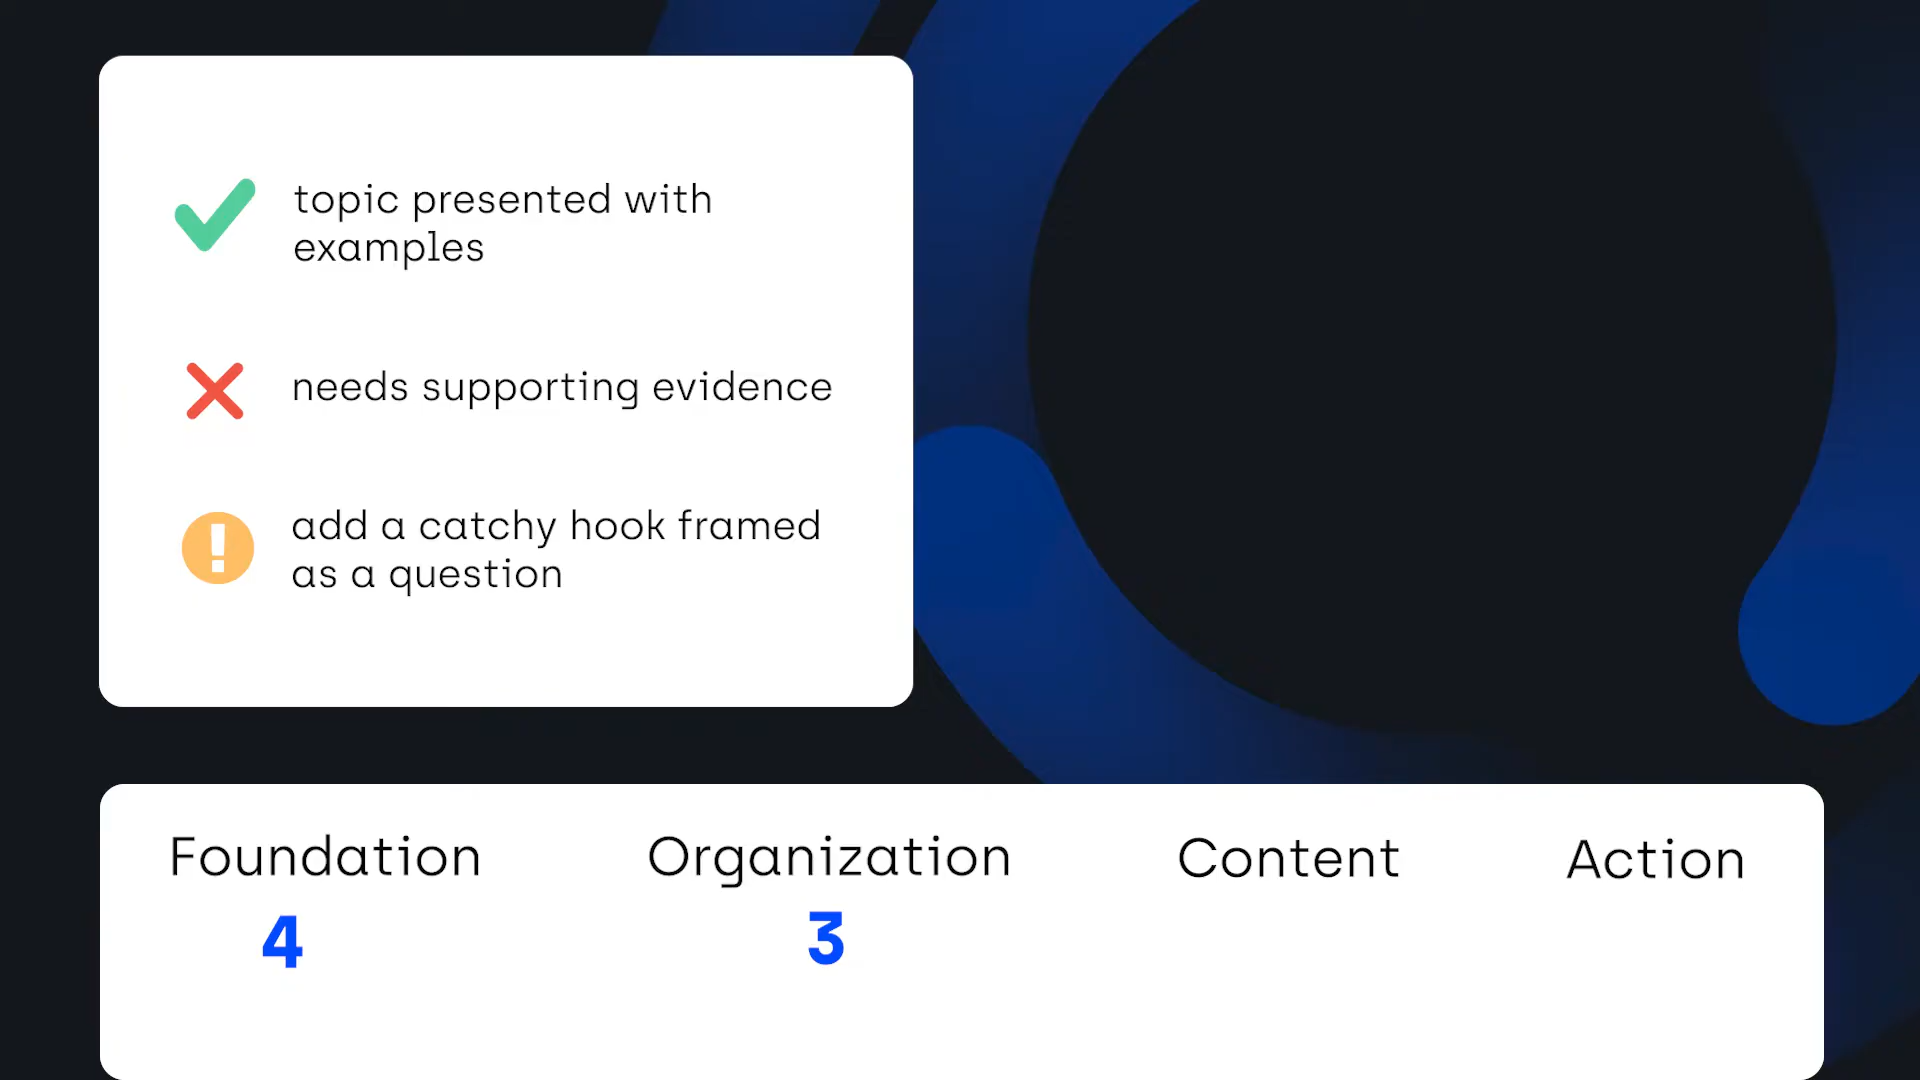 topic presented with
examples
needs supporting evidence
add a catchy hook framed
as a question
Foundation Organization Content Action
4 3